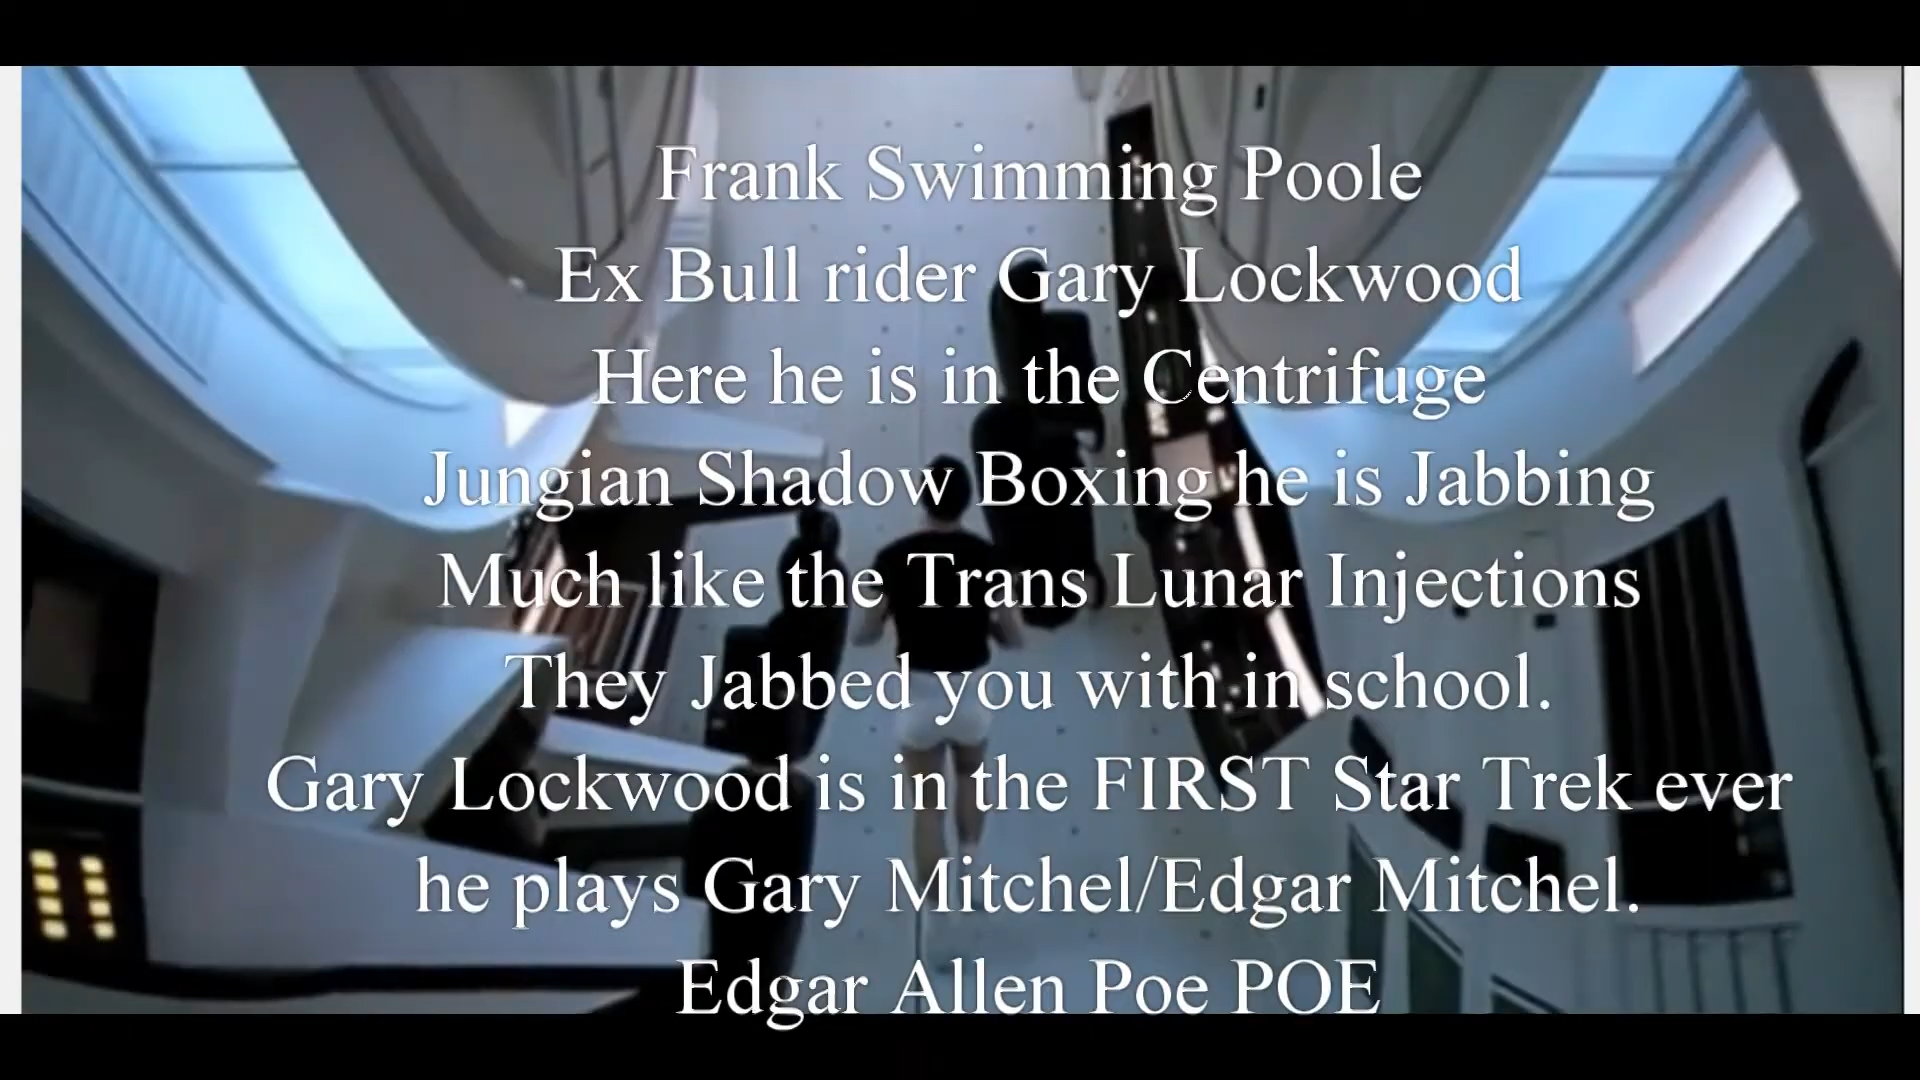 Frank Swimming Poole
Ex Bull rider Gary Lockwood
Here he is in the Centrifuge
Jungian Shadow Boxing he is Jabbing
Much like the Trans Lunar Injections
They Jabbed you with in school.
Gary Lockwood is in the FIRST Star Trek ever
he plays Gary Mitchel/Edgar Mitchel.
Edgar Allen Poe POE